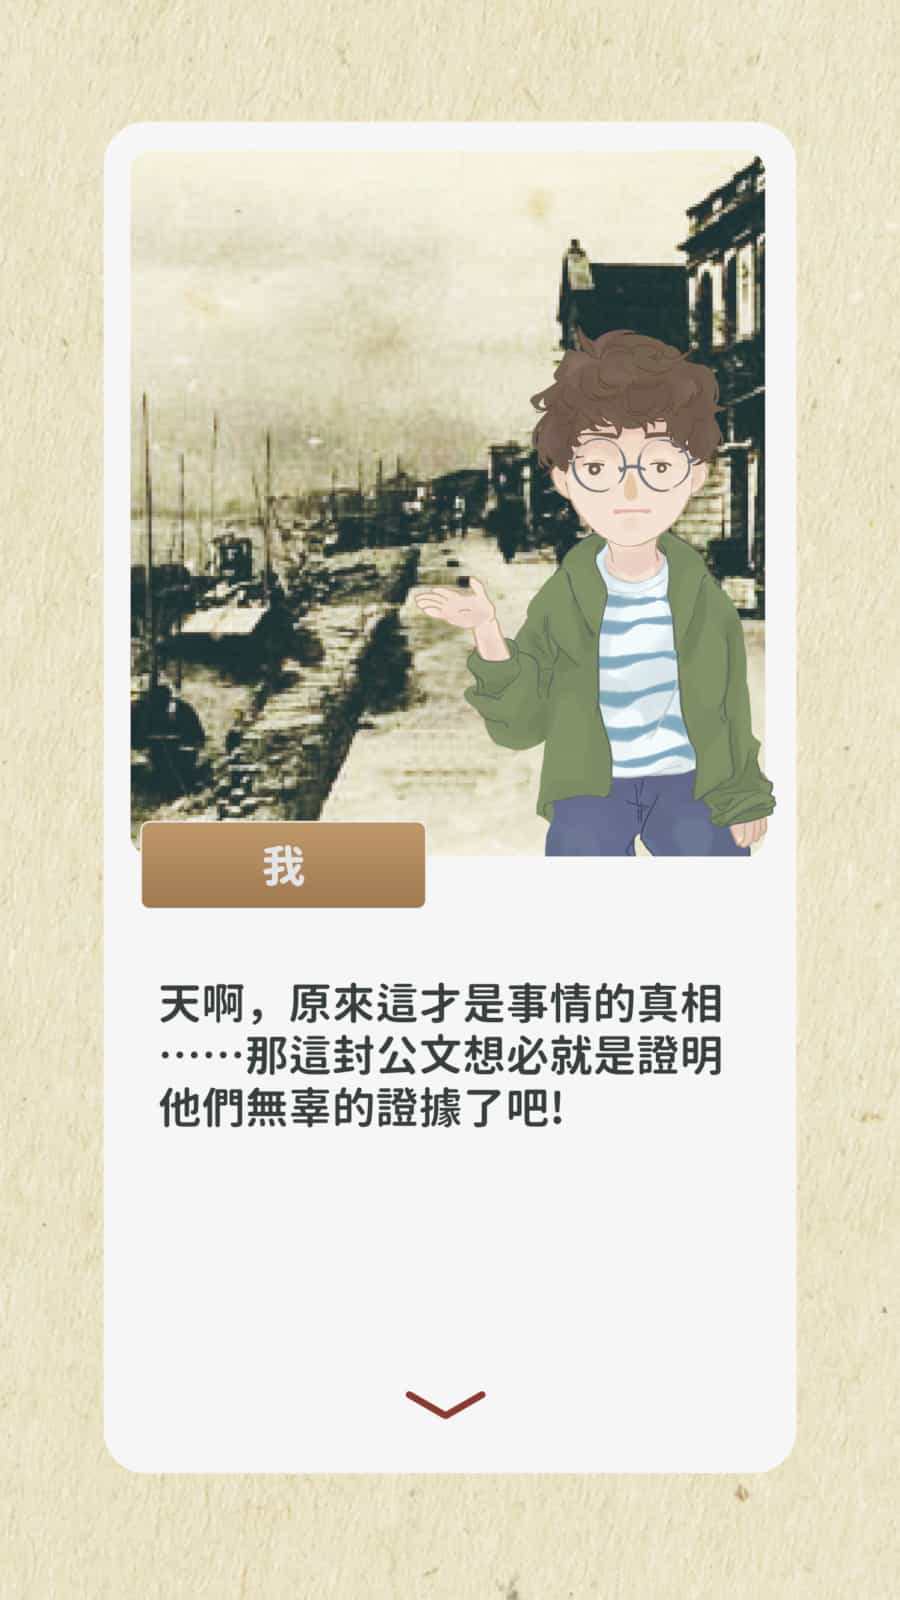 我
天啊，原來這才是事情的真相
⋯⋯那這封公文想必就是證明
他們無辜的證據了吧!